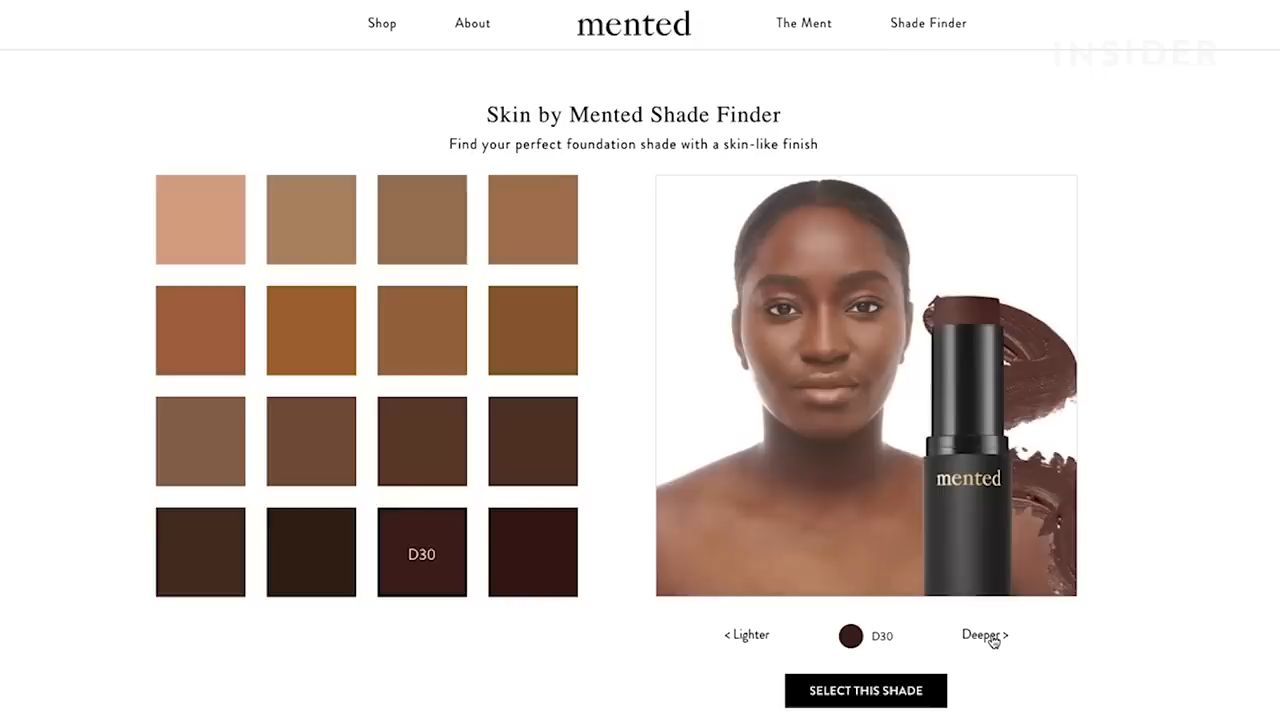 Shop
About
mented
The Ment
Shade Finder
INSIDER
Skin by Mented Shade Finder
Find your perfect foundation shade with a skin-like finish
D30
mented
< Lighter
D30
Deeper >
SELECT THIS SHADE